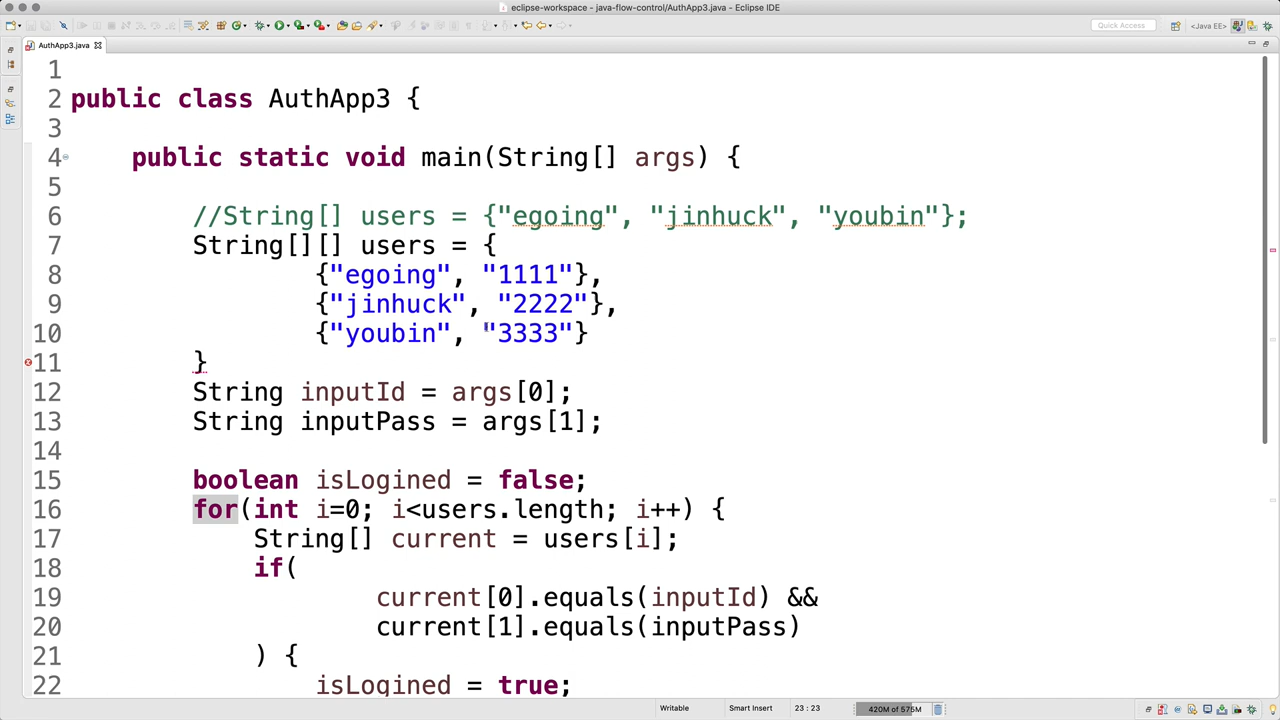 eclipse-workspace - java-flow-control/AuthApp3.java - Eclipse IDE
Quick Access
<Java EE>
AuthApp3.java
1
2 public class AuthApp3 {
3
4 public static void main(String[] args) {
5
6 //String[] users = {"egoing", "jinhuck", "youbin"};
7 String[][] users = {
8 {"egoing", "1111"},
9 {"jinhuck", "2222"},
10 {"youbin", "3333"}
11 }
12 String inputId = args[0];
13 String inputPass = args[1];
14
15 boolean isLogined = false;
16 for(int i=0; i<users.length; i++) {
17 String[] current = users[i];
18 if(
19 current[0].equals(inputId) &&
20 current[1].equals(inputPass)
21 ) {
22 isLogined = true;
Writable Smart Insert 23 : 23 420M of 575M